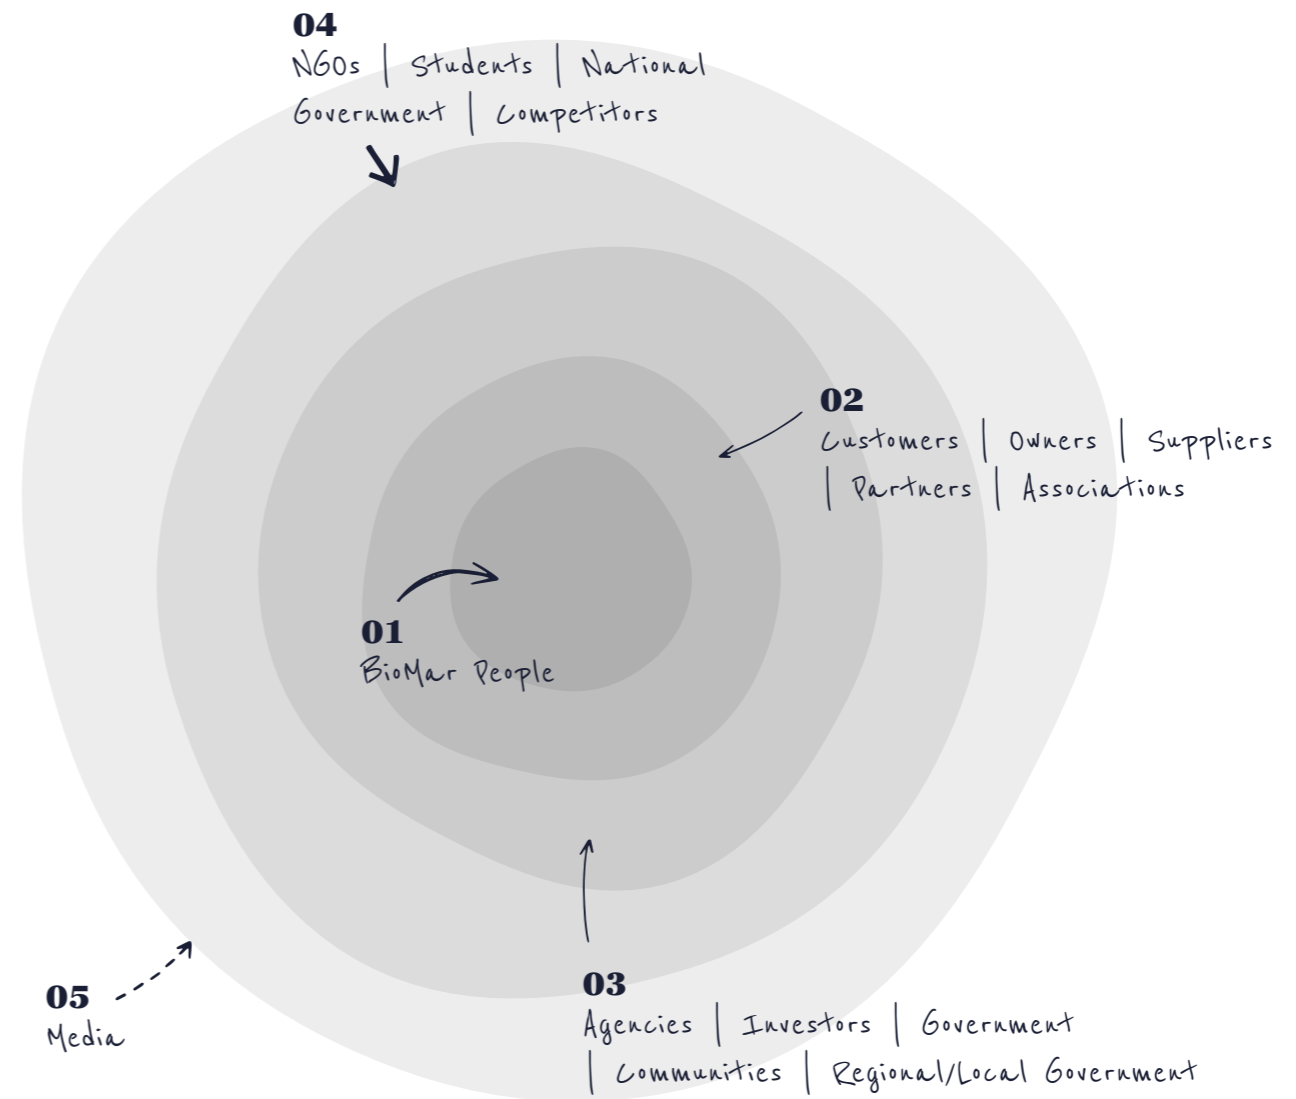 04
NGOs | Students | National
Government | Competitors
02
Customers | Owners | Suppliers
| Partners | Associations
01
BioMar People
05
Media
03
Agencies | Investors | Government
| Communities | Regional/Local Government